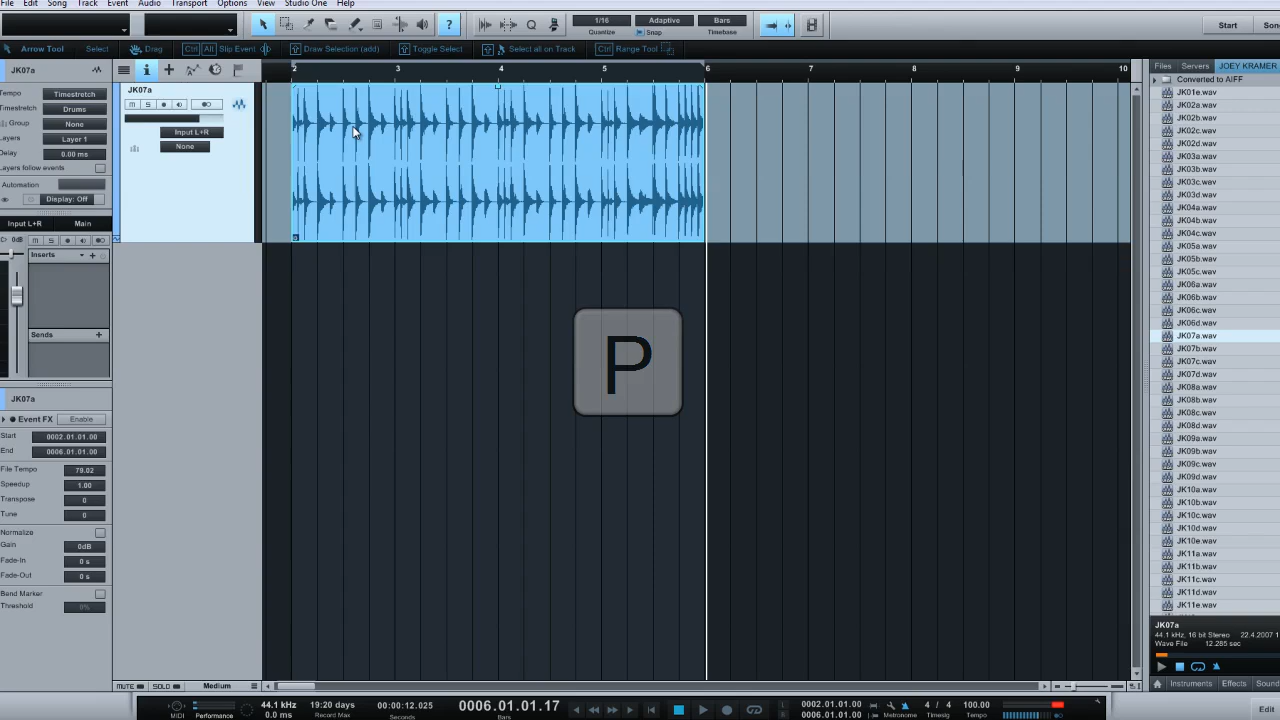 File Edit Song Track Event Audio Transport Options View Studio One Help
1/16 Adaptive Bars
Quantize Snap Timebase
Start
Arrow Tool Select Drag Ctrl Alt Slip Event Draw Selection (add) Toggle Select Select all on Track Ctrl Range Tool
JK07a
2 3 4 5 6 7 8 9 10
Files Servers JOEY KRAMER
Tempo Timestretch
Timestretch Drums
Group None
Layers Layer 1
Delay 0.00 ms
Layers follow events
Automation
Display: Off
Input L+R Main
0dB M S
Inserts
Sends
JK07a
M S
Input L+R
None
P
JK07a
Event FX Enable
Start 0002.01.01.00
End 0006.01.01.00
File Tempo 79.02
Speedup 1.00
Transpose 0
Tune 0
Normalize
Gain 0dB
Fade-In 0 s
Fade-Out 0 s
Bend Marker
Threshold 0%
Converted to AIFF
JK01e.wav
JK02a.wav
JK02b.wav
JK02c.wav
JK02d.wav
JK03a.wav
JK03b.wav
JK03c.wav
JK03d.wav
JK04a.wav
JK04b.wav
JK04c.wav
JK05a.wav
JK05b.wav
JK05c.wav
JK06a.wav
JK06b.wav
JK06c.wav
JK06d.wav
JK07a.wav
JK07b.wav
JK07c.wav
JK07d.wav
JK08a.wav
JK08b.wav
JK08c.wav
JK08d.wav
JK09a.wav
JK09b.wav
JK09c.wav
JK09d.wav
JK10a.wav
JK10b.wav
JK10c.wav
JK10d.wav
JK10e.wav
JK11a.wav
JK11b.wav
JK11c.wav
JK11d.wav
JK11e.wav
JK07a
44.1 kHz, 16 bit Stereo 22.4.2007 1
Wave File 12.285 sec
Instruments Effects Sound
MUTE SOLO Medium
MIDI Performance
44.1 kHz
0.0 ms
19:20 days
Record Max
00:00:12.025
Seconds
0006.01.01.17
Bars
L 0002.01.01.00
R 0006.01.01.00
Metronome
4 / 4
Timesig
100.00
Tempo
Edit